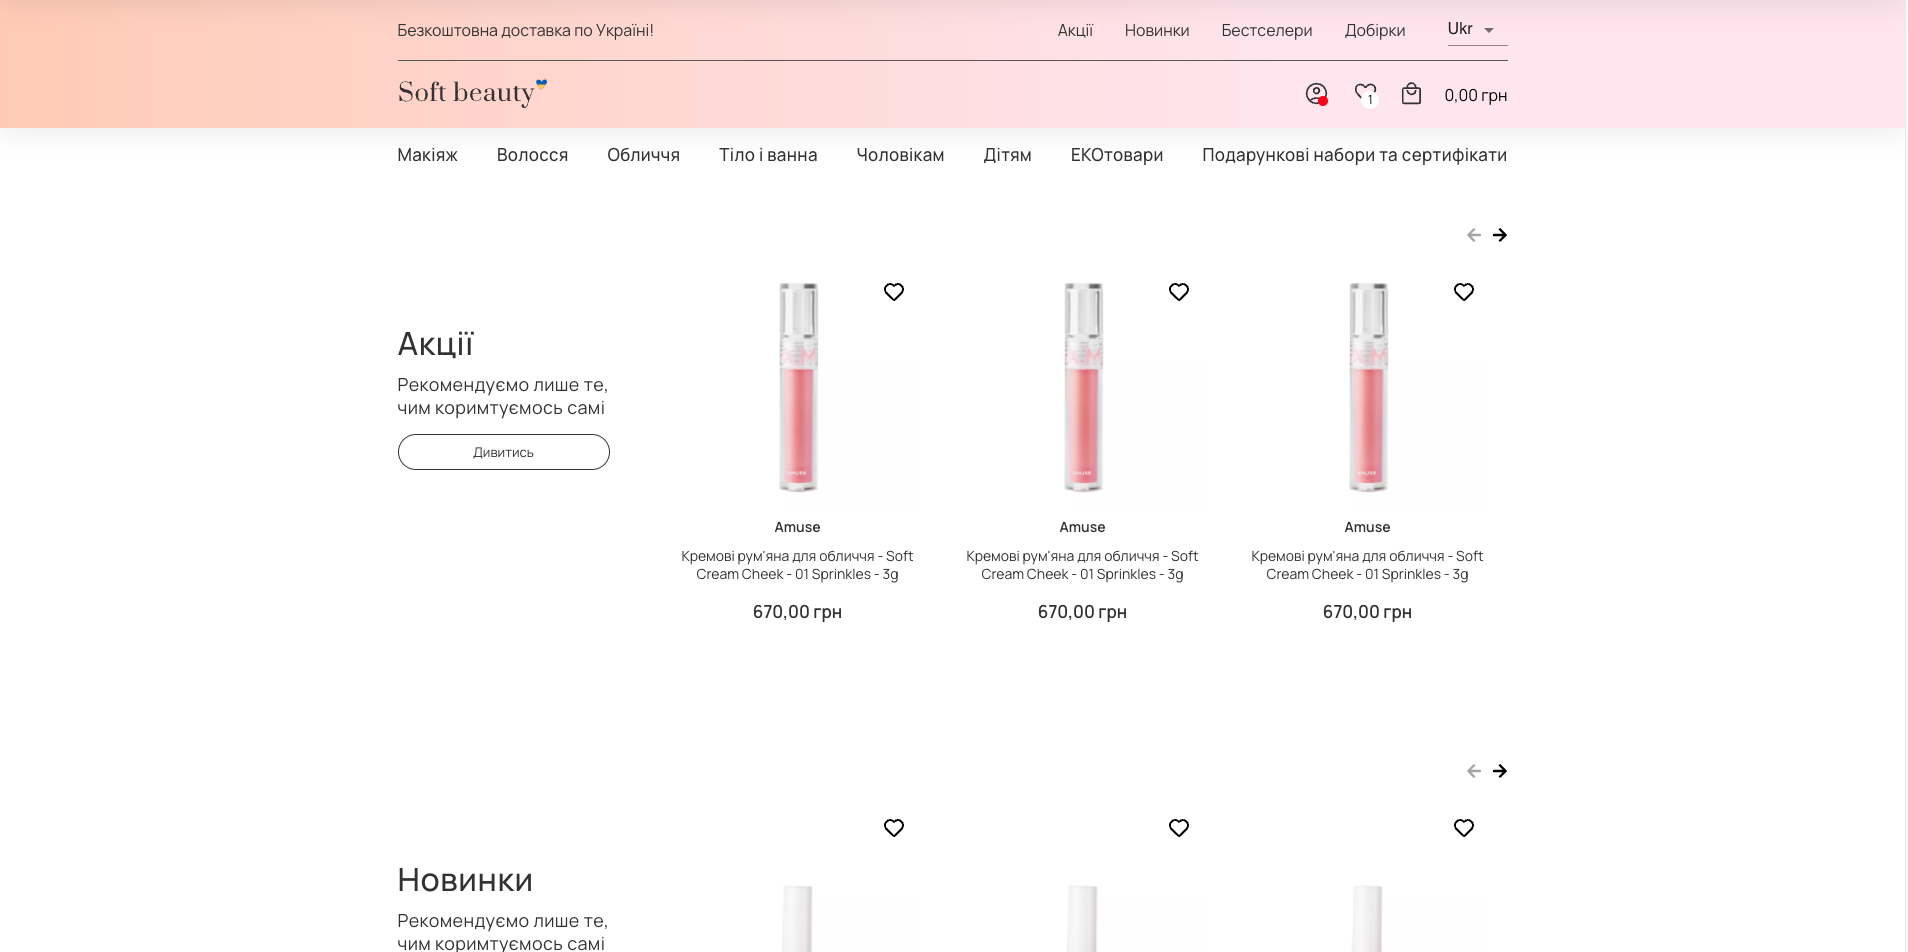 Безкоштовна доставка по Україні!
Акції Новинки Бестселери Добірки Ukr
Soft beauty
1 0,00 грн
Макіяж Волосся Обличчя Тіло і ванна Чоловікам Дітям ЕКОтовари Подарункові набори та сертифікати
Акції
Рекомендуємо лише те,
чим коримтуємось самі
Дивитись
Amuse
Кремові рум'яна для обличчя - Soft
Cream Cheek - 01 Sprinkles - 3g
670,00 грн
Amuse
Кремові рум'яна для обличчя - Soft
Cream Cheek - 01 Sprinkles - 3g
670,00 грн
Amuse
Кремові рум'яна для обличчя - Soft
Cream Cheek - 01 Sprinkles - 3g
670,00 грн
Новинки
Рекомендуємо лише те,
чим коримтуємось самі